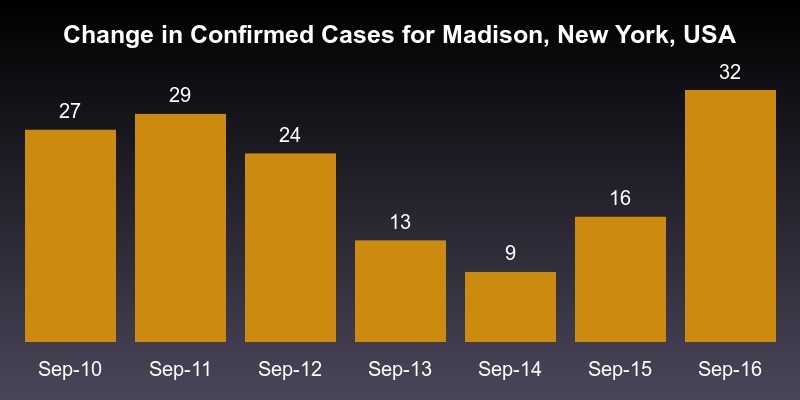 Change in Confirmed Cases for Madison, New York, USA
27
29
24
13
9
16
32
Sep-10
Sep-11
Sep-12
Sep-13
Sep-14
Sep-15
Sep-16